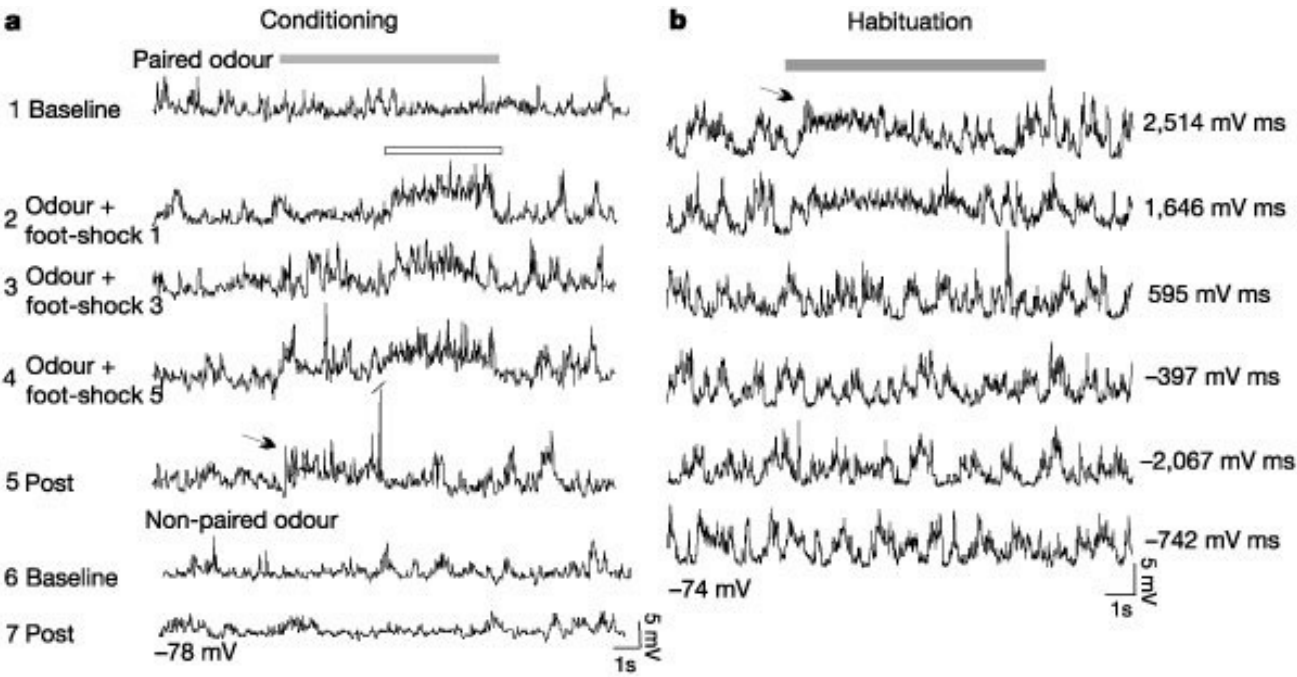 a
Conditioning
Paired odour
1 Baseline
2 Odour +
foot-shock 1
3 Odour +
foot-shock 3
4 Odour +
foot-shock 5
5 Post
Non-paired odour
6 Baseline
7 Post
–78 mV
5 mV
1s
b
Habituation
2,514 mV ms
1,646 mV ms
595 mV ms
–397 mV ms
–2,067 mV ms
–742 mV ms
–74 mV
5 mV
1s